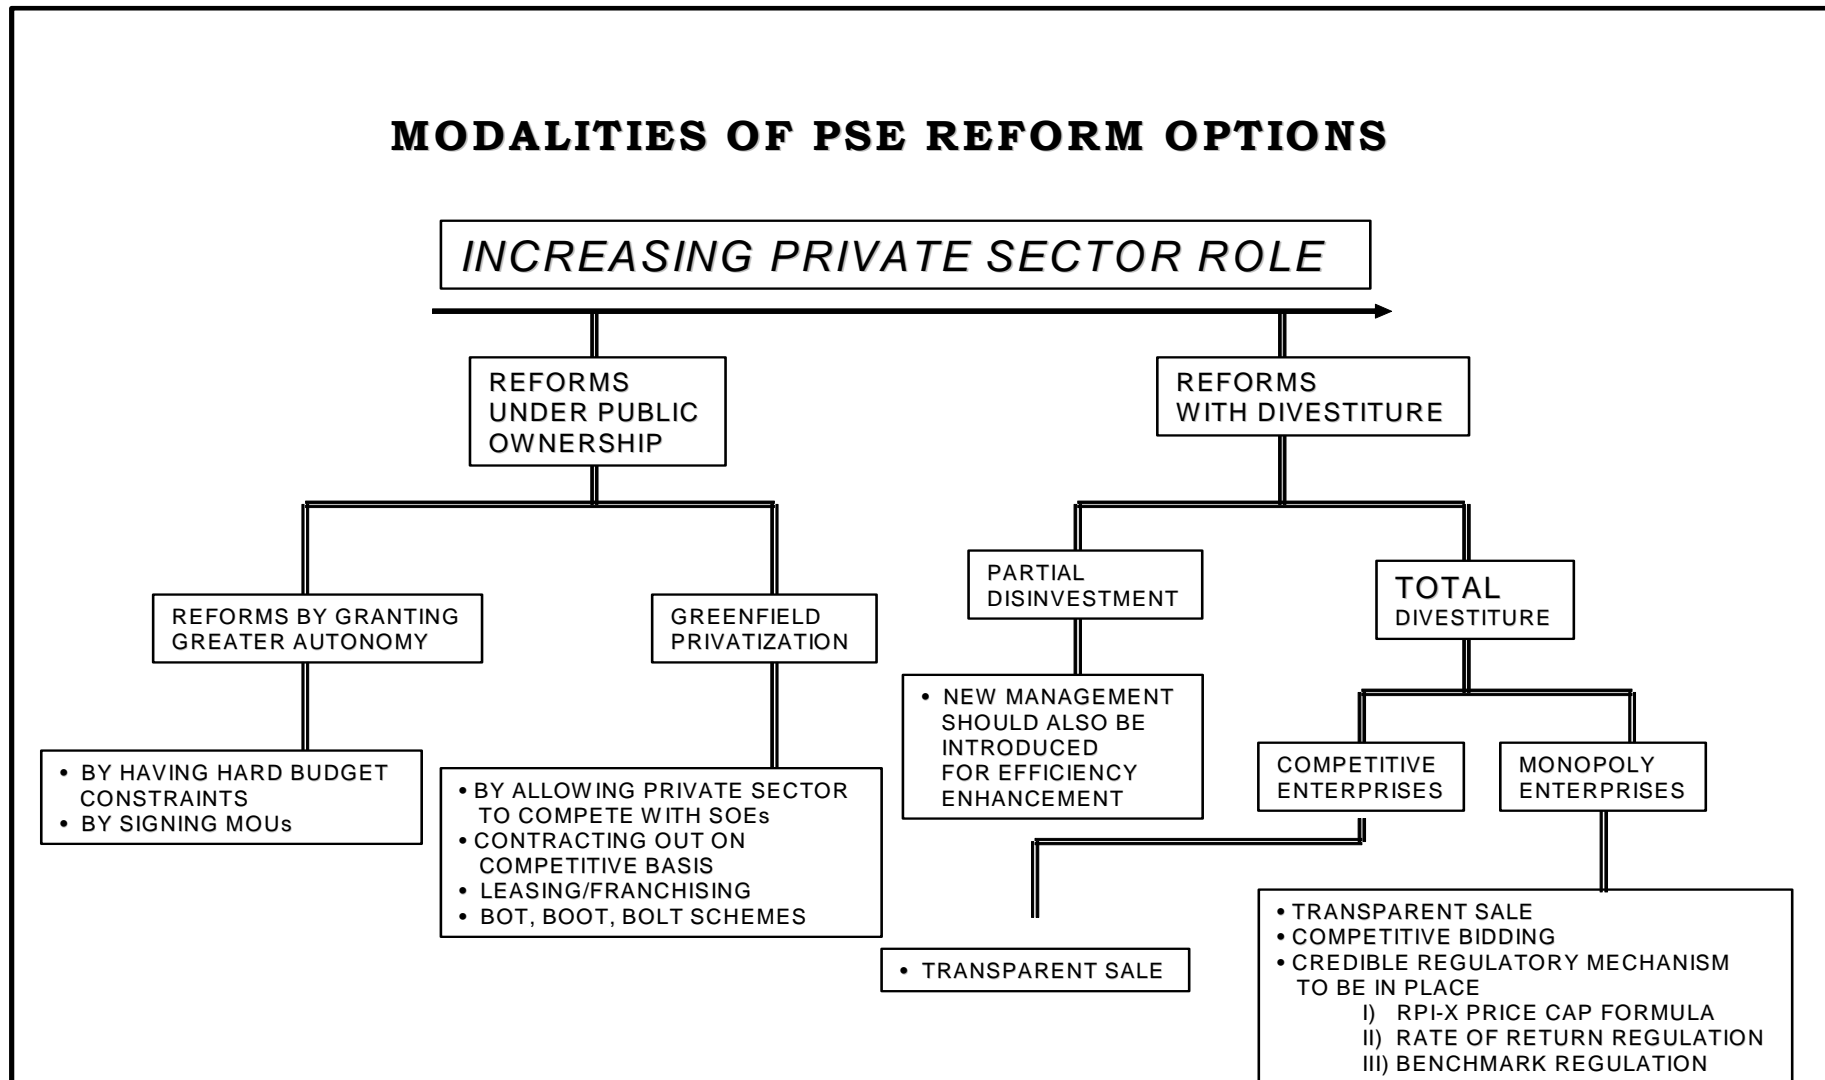 MODALITIES OF PSE REFORM OPTIONS
INCREASING PRIVATE SECTOR ROLE
REFORMS
UNDER PUBLIC
OWNERSHIP
REFORMS
WITH DIVESTITURE
REFORMS BY GRANTING
GREATER AUTONOMY
GREENFIELD
PRIVATIZATION
PARTIAL
DISINVESTMENT
TOTAL
DIVESTITURE
• BY HAVING HARD BUDGET
CONSTRAINTS
• BY SIGNING MOUs
• BY ALLOWING PRIVATE SECTOR
TO COMPETE WITH SOEs
• CONTRACTING OUT ON
COMPETITIVE BASIS
• LEASING/FRANCHISING
• BOT, BOOT, BOLT SCHEMES
• NEW MANAGEMENT
SHOULD ALSO BE
INTRODUCED
FOR EFFICIENCY
ENHANCEMENT
COMPETITIVE
ENTERPRISES
MONOPOLY
ENTERPRISES
• TRANSPARENT SALE
• TRANSPARENT SALE
• COMPETITIVE BIDDING
• CREDIBLE REGULATORY MECHANISM
TO BE IN PLACE
I) RPI-X PRICE CAP FORMULA
II) RATE OF RETURN REGULATION
III) BENCHMARK REGULATION